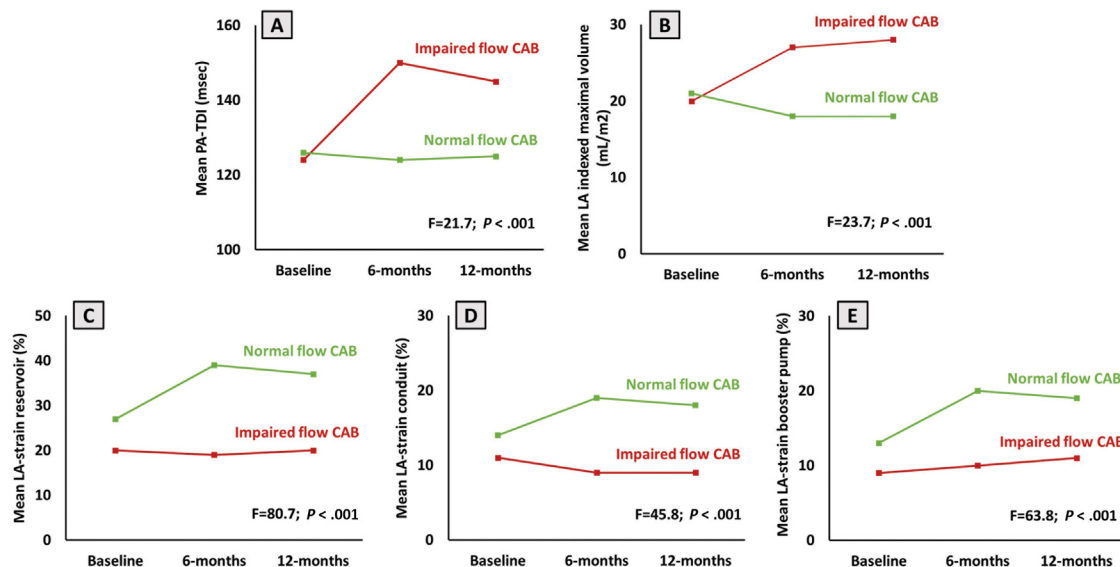 A
Mean PA-TDI (msec)
160
140
120
100
Impaired flow CAB
Normal flow CAB
F=21.7; P < .001
Baseline 6-months 12-months
B
Mean LA indexed maximal volume
(mL/m2)
30
20
10
0
Impaired flow CAB
Normal flow CAB
F=23.7; P < .001
Baseline 6-months 12-months
C
Mean LA-strain reservoir (%)
50
40
30
20
10
0
Normal flow CAB
Impaired flow CAB
F=80.7; P < .001
Baseline 6-months 12-months
D
Mean LA-strain conduit (%)
30
20
10
0
Normal flow CAB
Impaired flow CAB
F=45.8; P < .001
Baseline 6-months 12-months
E
Mean LA-strain booster pump (%)
30
20
10
0
Normal flow CAB
Impaired flow CAB
F=63.8; P < .001
Baseline 6-months 12-months